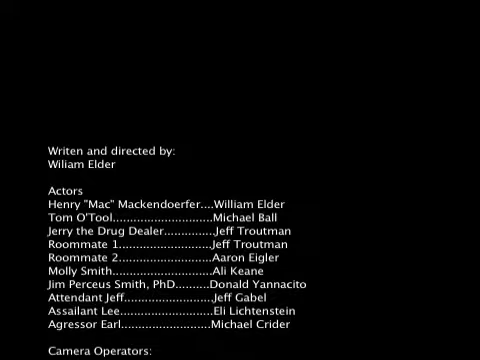 Writen and directed by:
Wiliam Elder
Actors
Henry "Mac" Mackendoerfer....William Elder
Tom O'Tool.............................Michael Ball
Jerry the Drug Dealer...............Jeff Troutman
Roommate 1...........................Jeff Troutman
Roommate 2...........................Aaron Eigler
Molly Smith.............................Ali Keane
Jim Perceus Smith, PhD..........Donald Yannacito
Attendant Jeff..........................Jeff Gabel
Assailant Lee...........................Eli Lichtenstein
Agressor Earl..........................Michael Crider
Camera Operators: